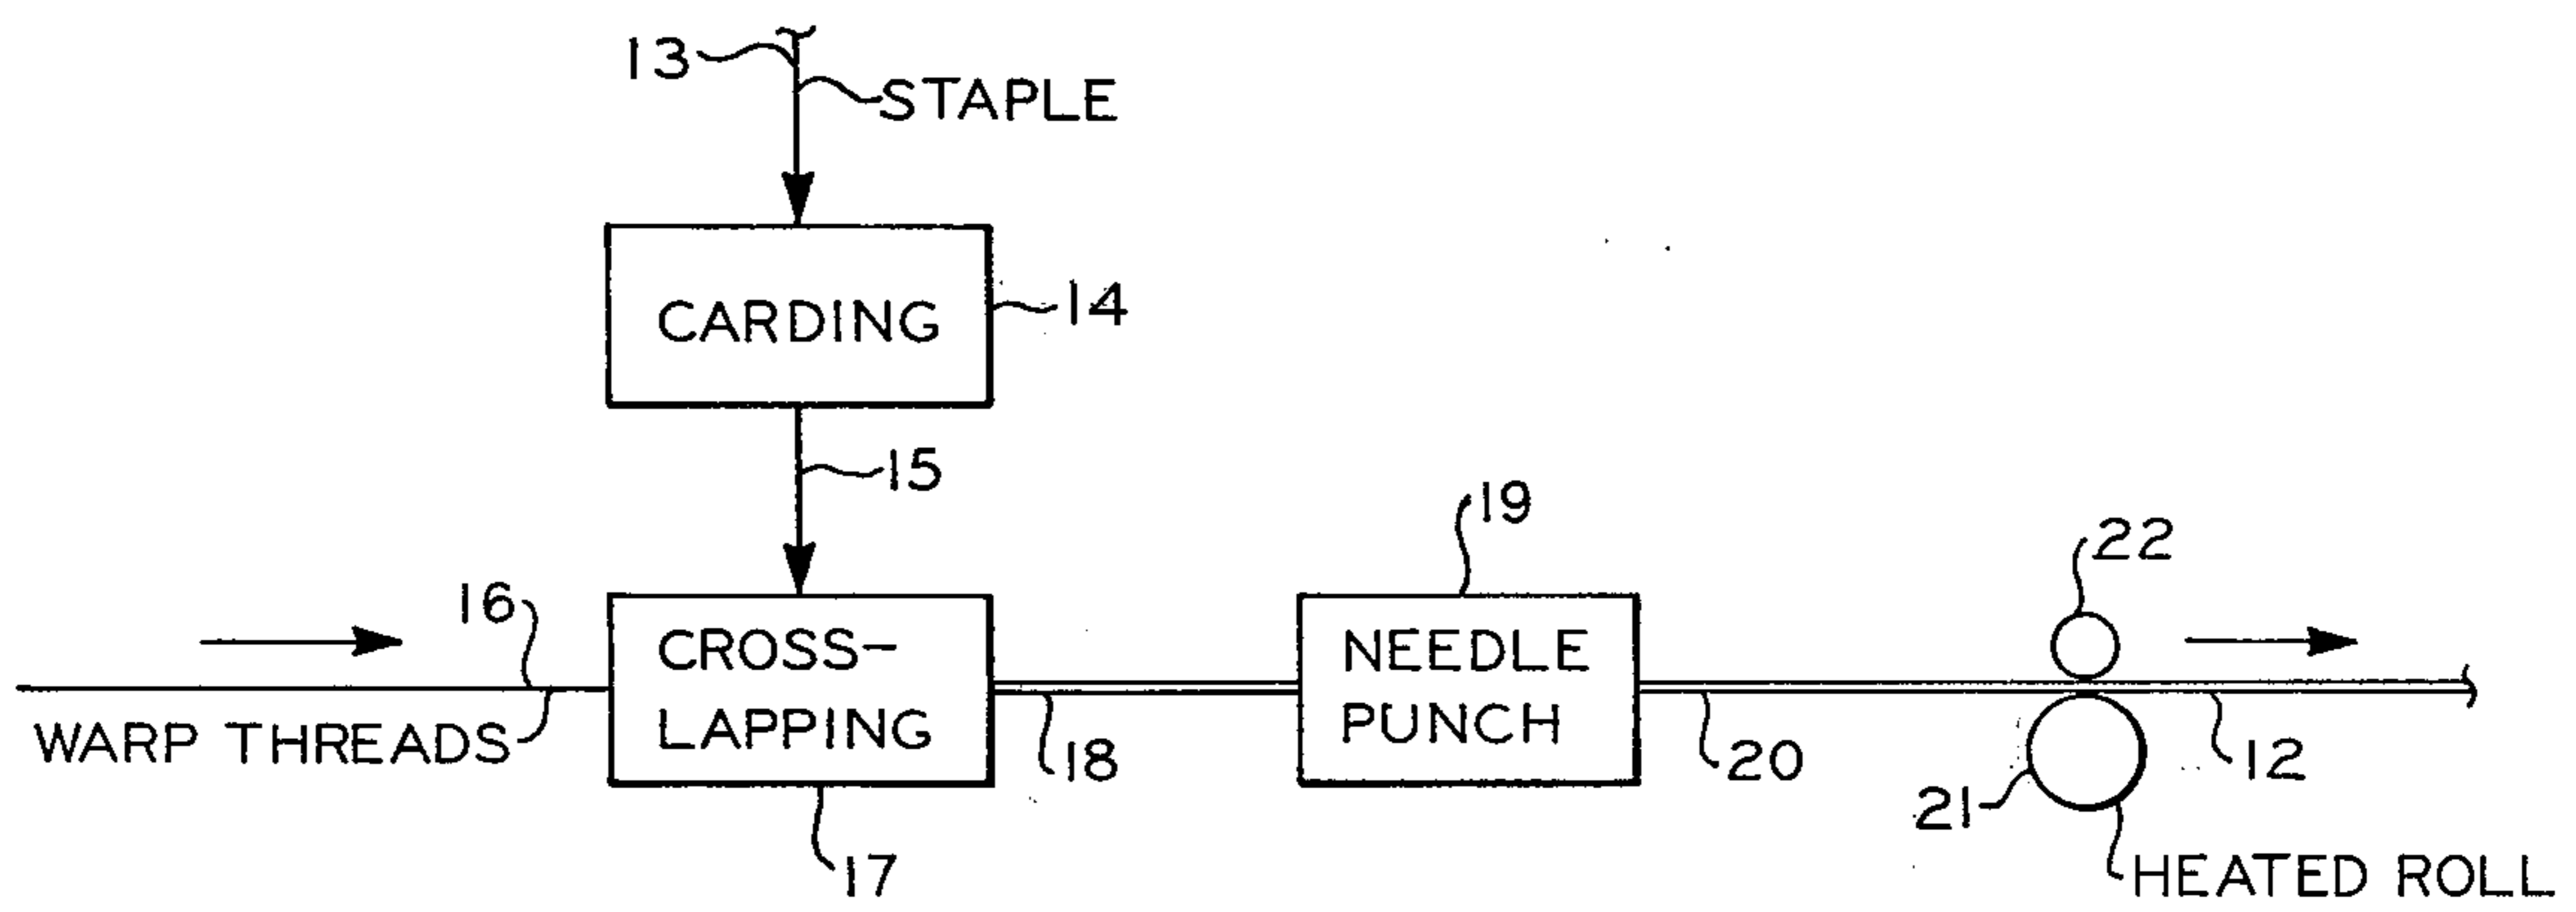 13
STAPLE
CARDING
14
15
16
WARP THREADS
CROSS-
LAPPING
17
18
19
NEEDLE
PUNCH
20
22
21
12
HEATED ROLL